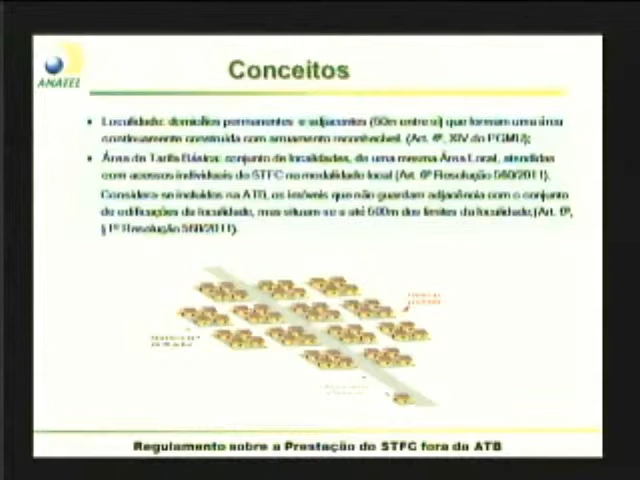 ANATEL
Conceitos
• Localidade: domicílios permanentes e adjacentes (50m entre si) que formam uma área
continuamente construída com arruamento reconhecível. (Art. 4º, XIV do PGMU);
• Área de Tarifa Básica: conjunto de localidades, de uma mesma Área Local, atendidas
com acessos individuais do STFC na modalidade local (Art. 6º Resolução 560/2011).
Considera-se incluídos na ATB, os imóveis que não guardam adjacência com o conjunto
de edificações da localidade, mas situam-se a até 500m dos limites da localidade.(Art. 6º,
§1º Resolução 560/2011).
Regulamento sobre a Prestação do STFC fora da ATB